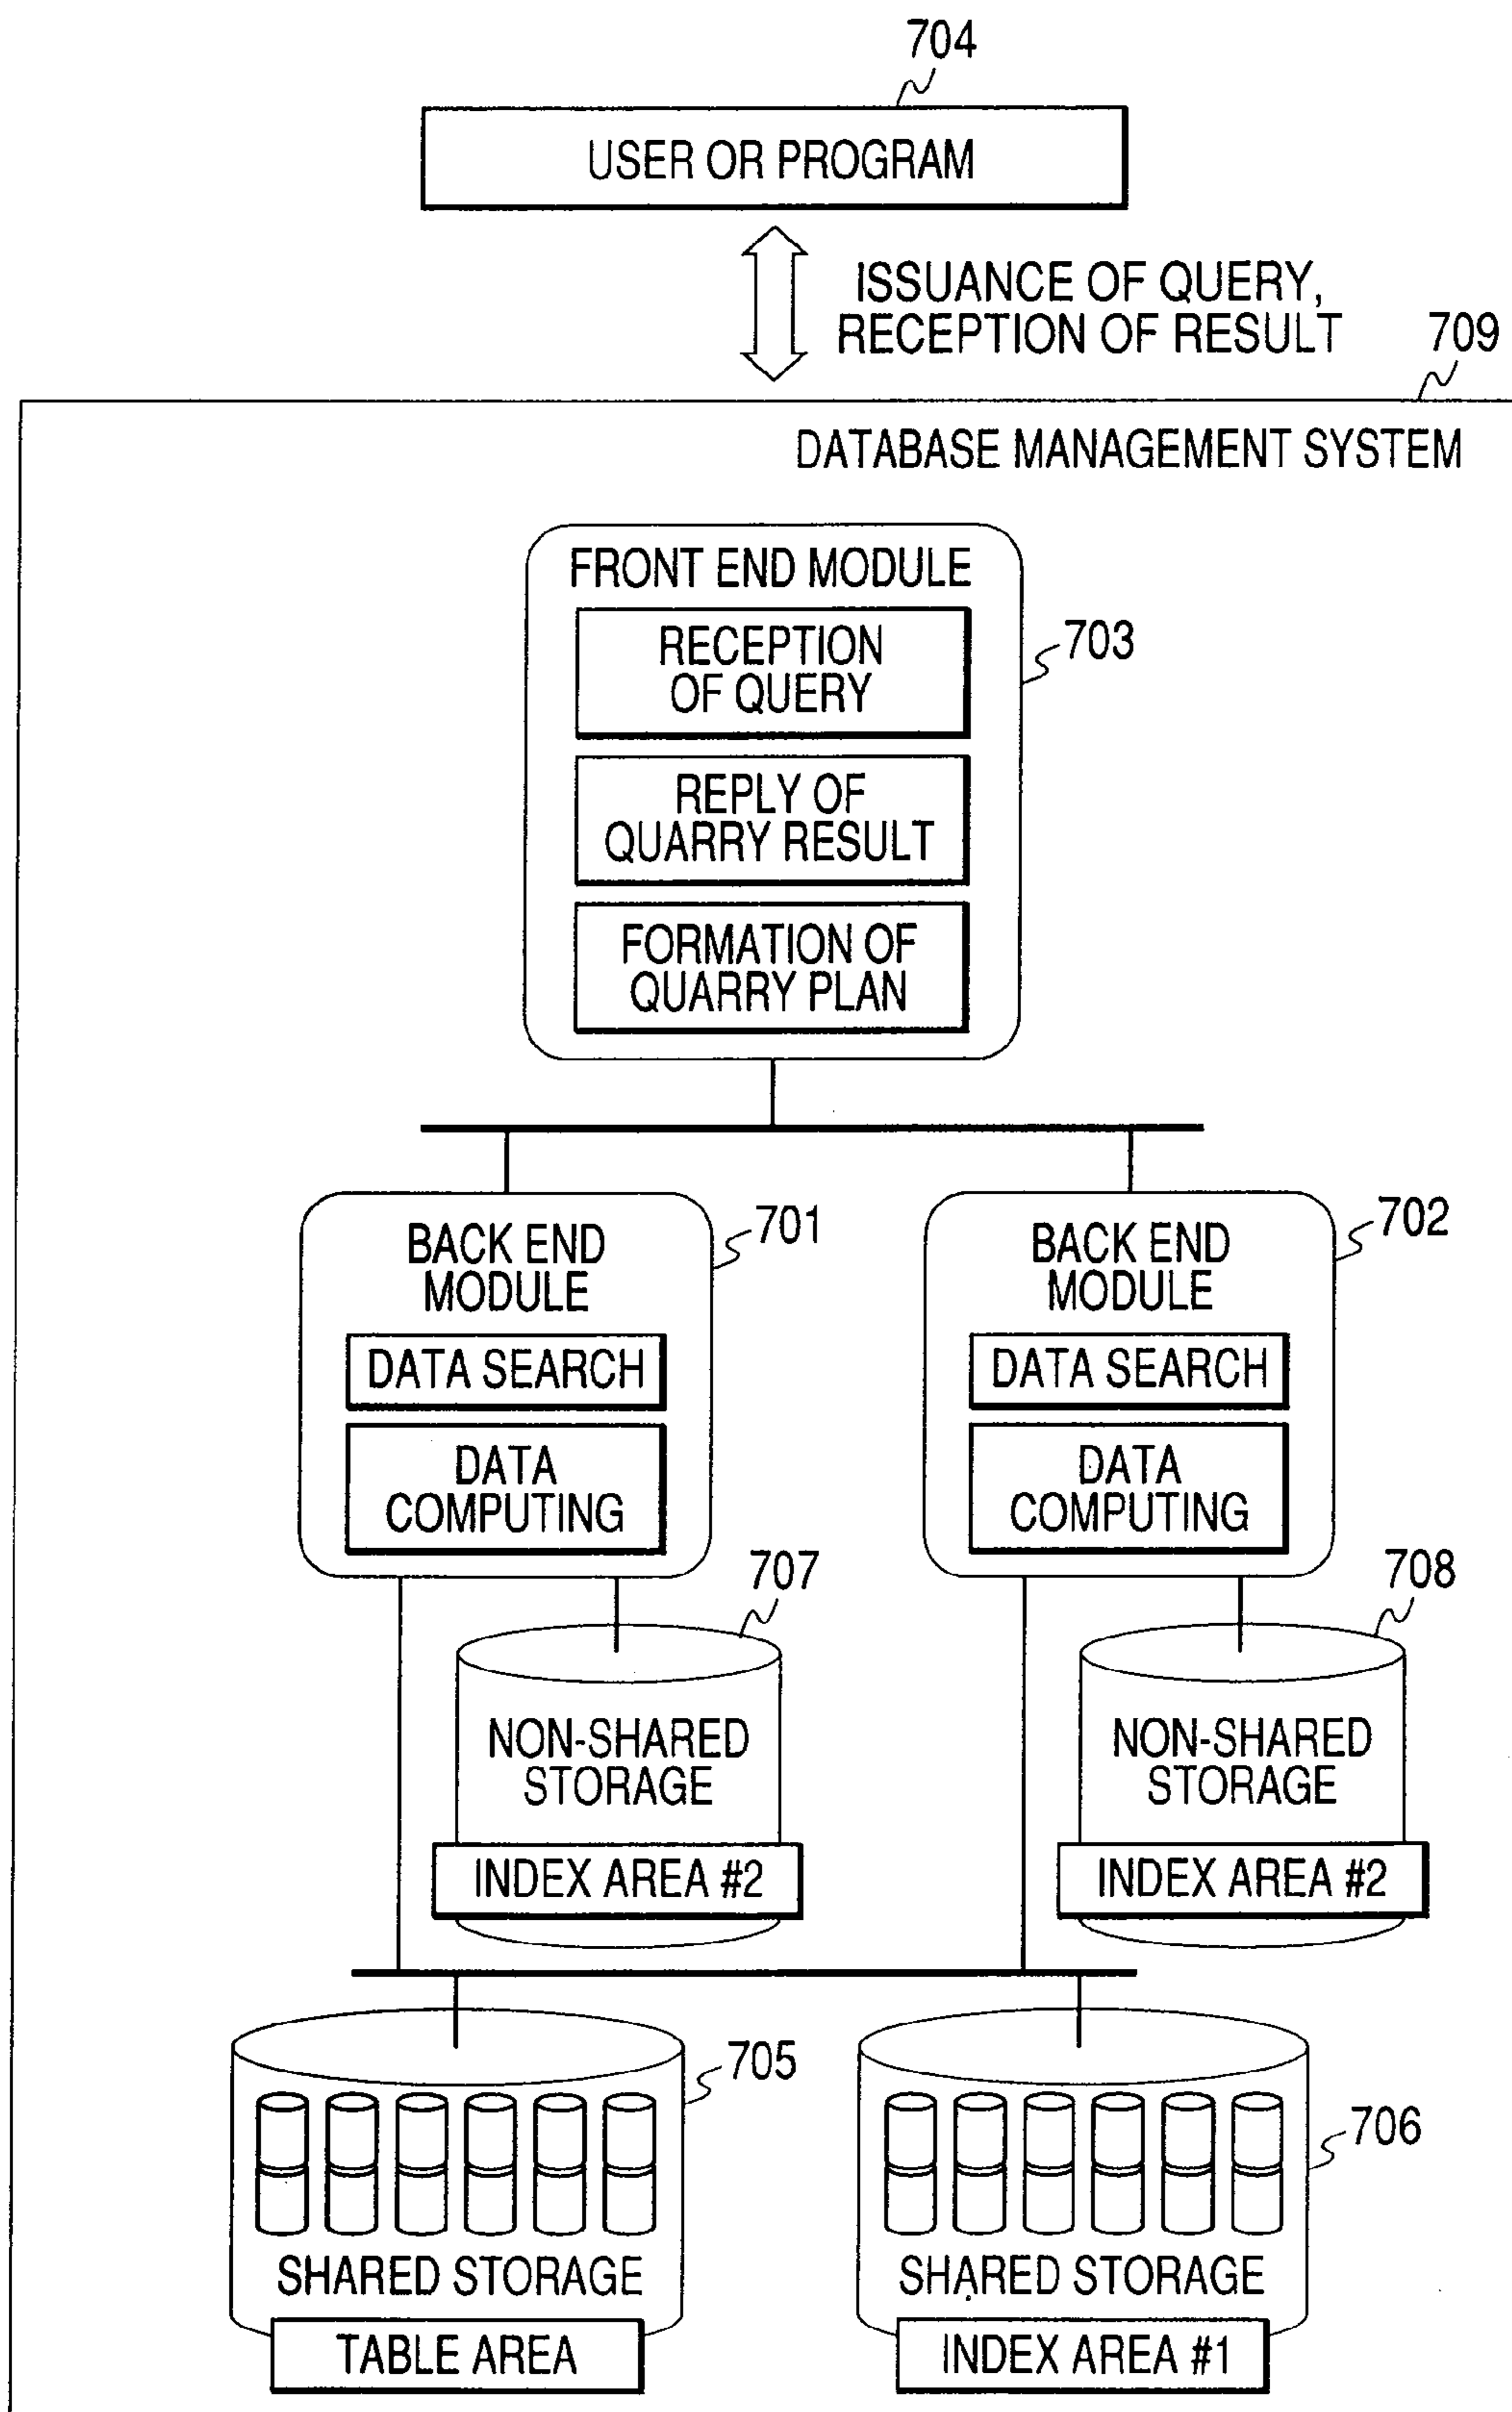 704
USER OR PROGRAM
ISSUANCE OF QUERY,
RECEPTION OF RESULT
709
DATABASE MANAGEMENT SYSTEM
FRONT END MODULE
RECEPTION
OF QUERY
703
REPLY OF
QUARRY RESULT
FORMATION OF
QUARRY PLAN
BACK END
MODULE
701
DATA SEARCH
DATA
COMPUTING
BACK END
MODULE
702
DATA SEARCH
DATA
COMPUTING
707
NON-SHARED
STORAGE
INDEX AREA #2
708
NON-SHARED
STORAGE
INDEX AREA #2
705
SHARED STORAGE
TABLE AREA
706
SHARED STORAGE
INDEX AREA #1